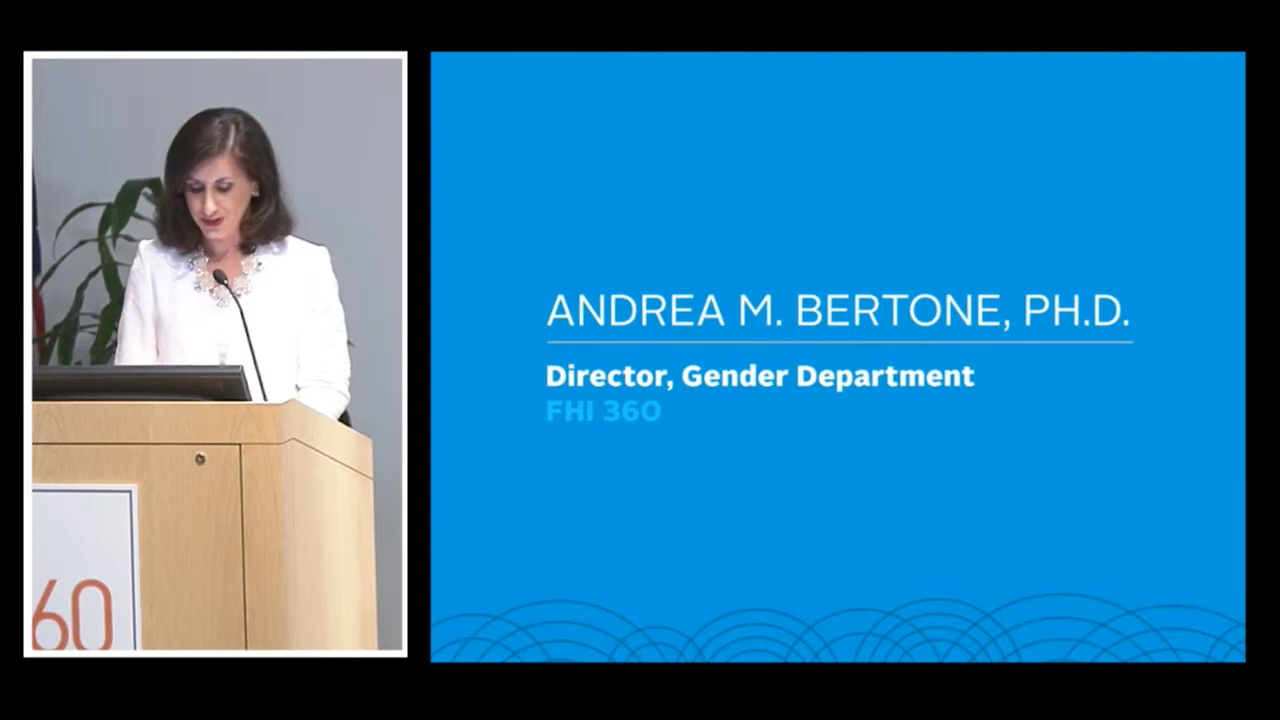 60
ANDREA M. BERTONE, PH.D.
Director, Gender Department
FHI 360